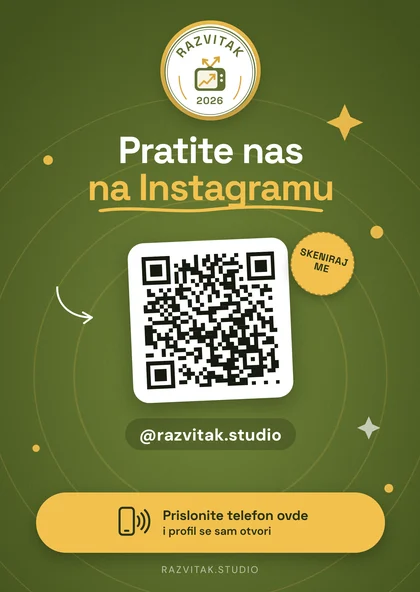 RAZVITAK
2026
Pratite nas
na Instagramu
SKENIRAJ
ME
@razvitak.studio
Prislonite telefon ovde
i profil se sam otvori
RAZVITAK.STUDIO